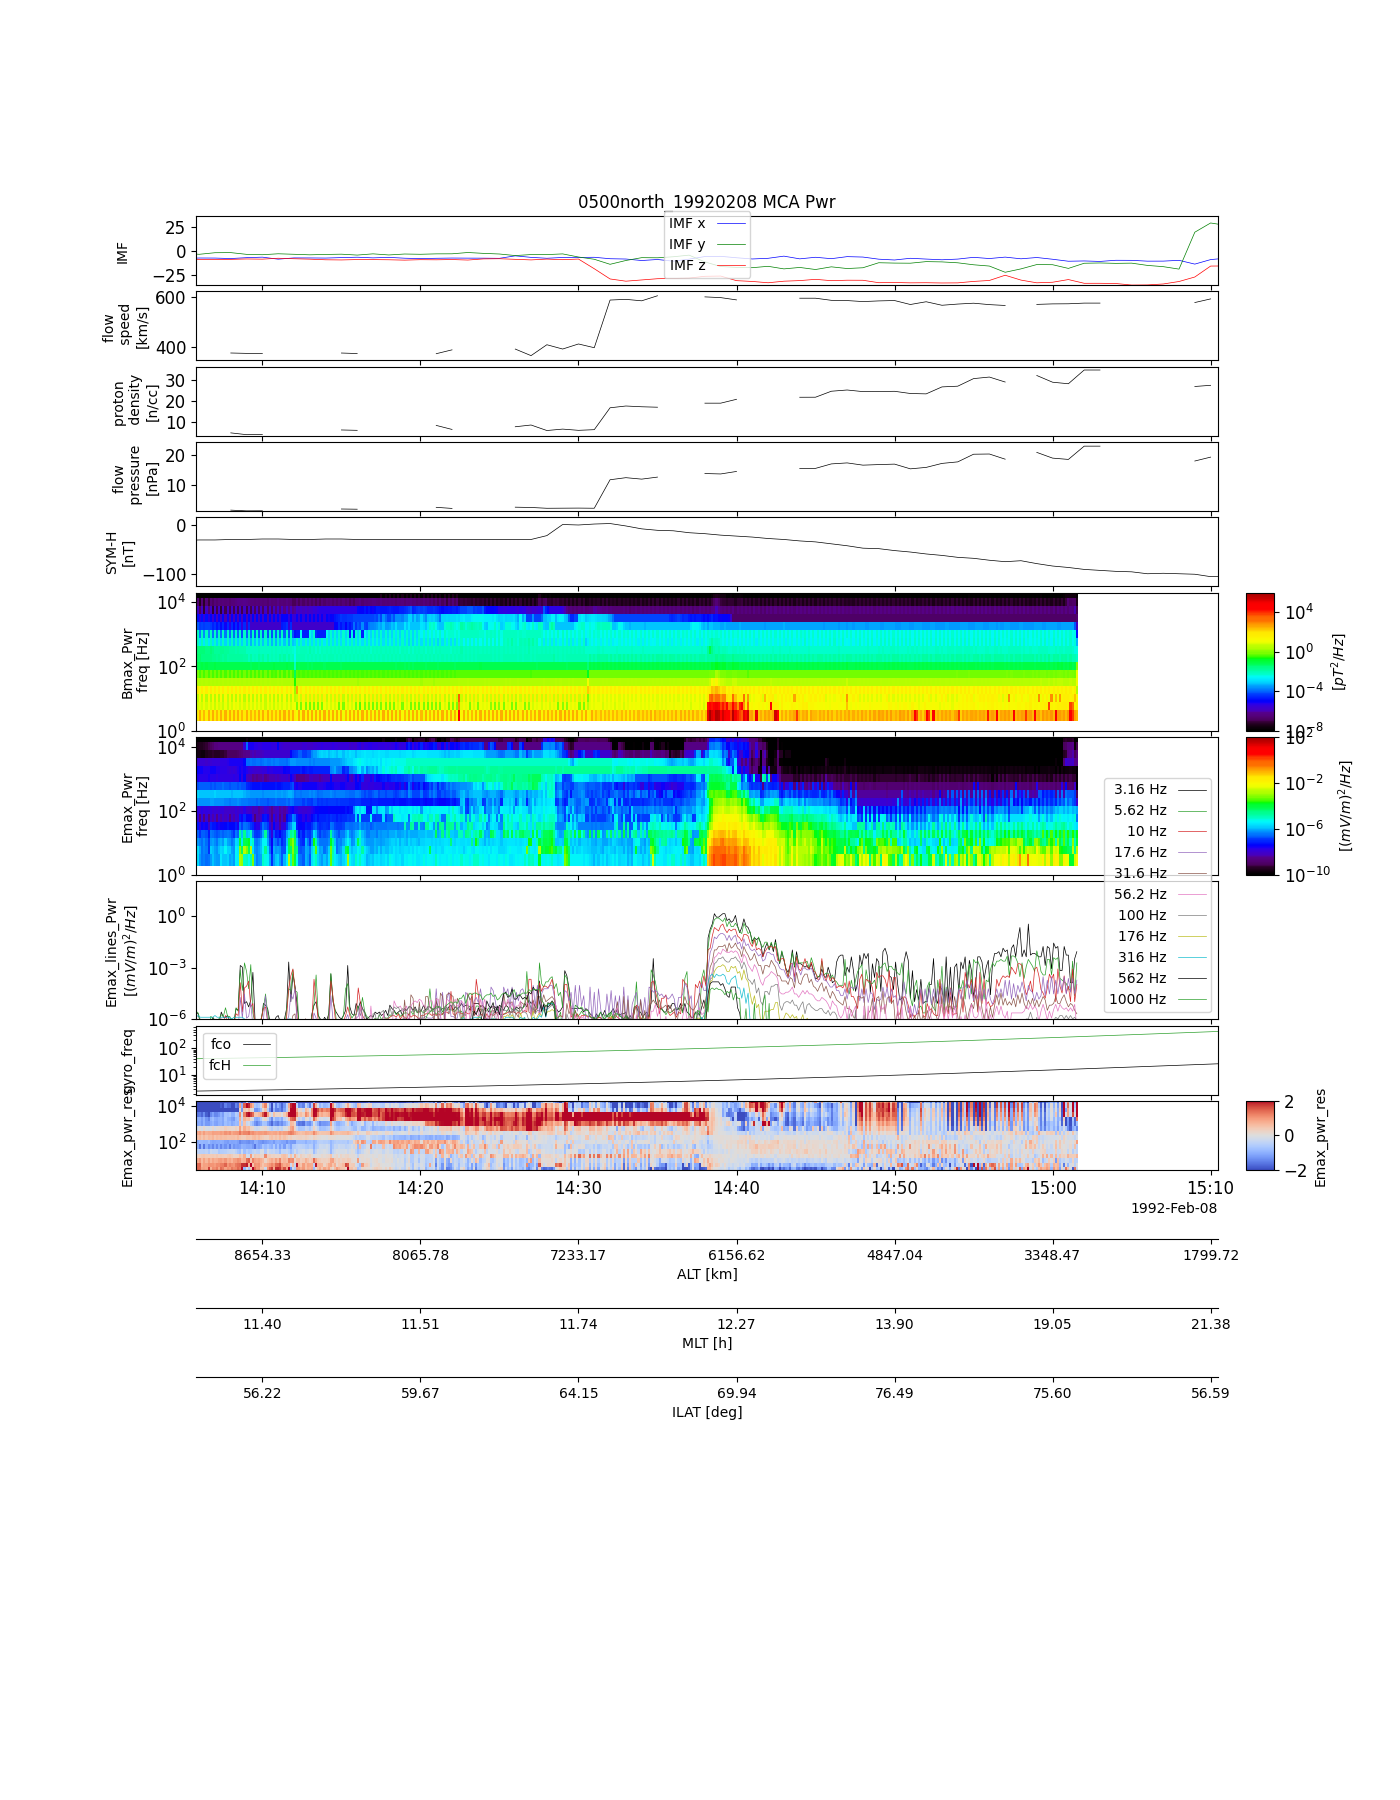 0500north_19920208 MCA Pwr
IMF
25
0
−25
IMF x
IMF y
IMF z
flow
speed
[km/s]
600
400
proton
density
[n/cc]
30
20
10
flow
pressure
[nPa]
20
10
SYM-H
[nT]
0
−100
Bmax_Pwr
freq [Hz]
10^4
10^2
10^0
10^4
10^0
10^−4
10^−8
[pT^2/Hz]
Emax_Pwr
freq [Hz]
10^4
10^2
10^0
10^2
10^−2
10^−6
10^−10
[(mV/m)^2/Hz]
3.16 Hz
5.62 Hz
10 Hz
17.6 Hz
31.6 Hz
56.2 Hz
100 Hz
176 Hz
316 Hz
562 Hz
1000 Hz
Emax_lines_Pwr
[(mV/m)^2/Hz]
10^0
10^−3
10^−6
gyro_freq
10^2
10^1
fco
fcH
Emax_pwr_res
10^4
10^2
2
0
−2
Emax_pwr_res
14:10 14:20 14:30 14:40 14:50 15:00 15:10
1992-Feb-08
8654.33 8065.78 7233.17 6156.62 4847.04 3348.47 1799.72
ALT [km]
11.40 11.51 11.74 12.27 13.90 19.05 21.38
MLT [h]
56.22 59.67 64.15 69.94 76.49 75.60 56.59
ILAT [deg]